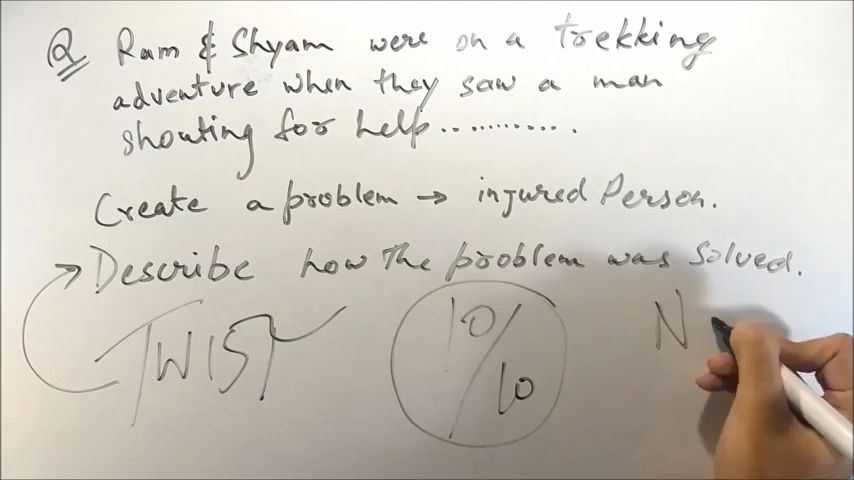 Q Ram & Shyam were on a trekking
adventure when they saw a man
shouting for help...........
Create a problem → injured Person.
→ Describe how the problem was solved.
TWIST
10/10
N